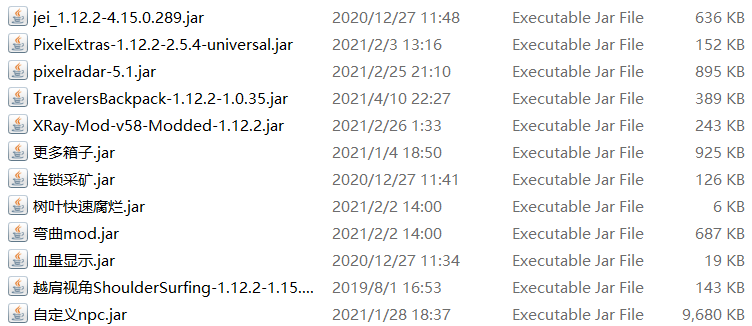 jei_1.12.2-4.15.0.289.jar 2020/12/27 11:48 Executable Jar File 636 KB
PixelExtras-1.12.2-2.5.4-universal.jar 2021/2/3 13:16 Executable Jar File 152 KB
pixelradar-5.1.jar 2021/2/25 21:10 Executable Jar File 895 KB
TravelersBackpack-1.12.2-1.0.35.jar 2021/4/10 22:27 Executable Jar File 389 KB
XRay-Mod-v58-Modded-1.12.2.jar 2021/2/26 1:33 Executable Jar File 243 KB
更多箱子.jar 2021/1/4 18:50 Executable Jar File 925 KB
连锁采矿.jar 2020/12/27 11:41 Executable Jar File 126 KB
树叶快速腐烂.jar 2021/2/2 14:00 Executable Jar File 6 KB
弯曲mod.jar 2021/2/2 14:00 Executable Jar File 687 KB
血量显示.jar 2020/12/27 11:34 Executable Jar File 19 KB
越肩视角ShoulderSurfing-1.12.2-1.15.... 2019/8/1 16:53 Executable Jar File 143 KB
自定义npc.jar 2021/1/28 18:37 Executable Jar File 9,680 KB